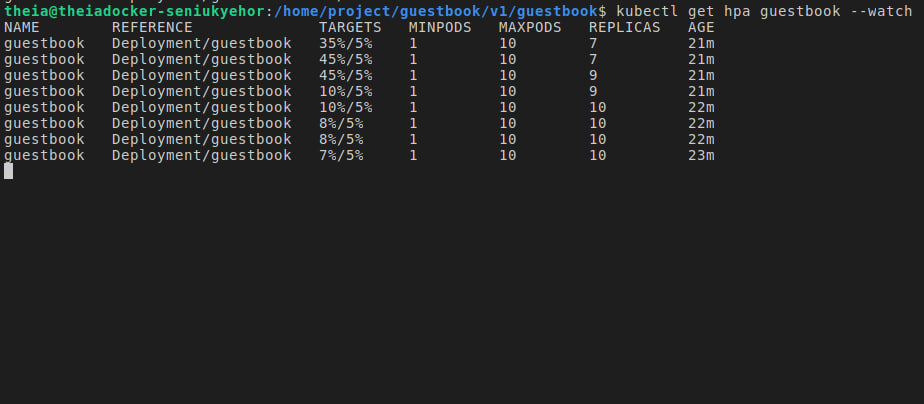 theia@theiadocker-seniukyehor:/home/project/guestbook/v1/guestbook$ kubectl get hpa guestbook --watch
NAME        REFERENCE              TARGETS   MINPODS   MAXPODS   REPLICAS   AGE
guestbook   Deployment/guestbook   35%/5%    1         10        7          21m
guestbook   Deployment/guestbook   45%/5%    1         10        7          21m
guestbook   Deployment/guestbook   45%/5%    1         10        9          21m
guestbook   Deployment/guestbook   10%/5%    1         10        9          21m
guestbook   Deployment/guestbook   10%/5%    1         10        10         22m
guestbook   Deployment/guestbook   8%/5%     1         10        10         22m
guestbook   Deployment/guestbook   8%/5%     1         10        10         22m
guestbook   Deployment/guestbook   7%/5%     1         10        10         23m